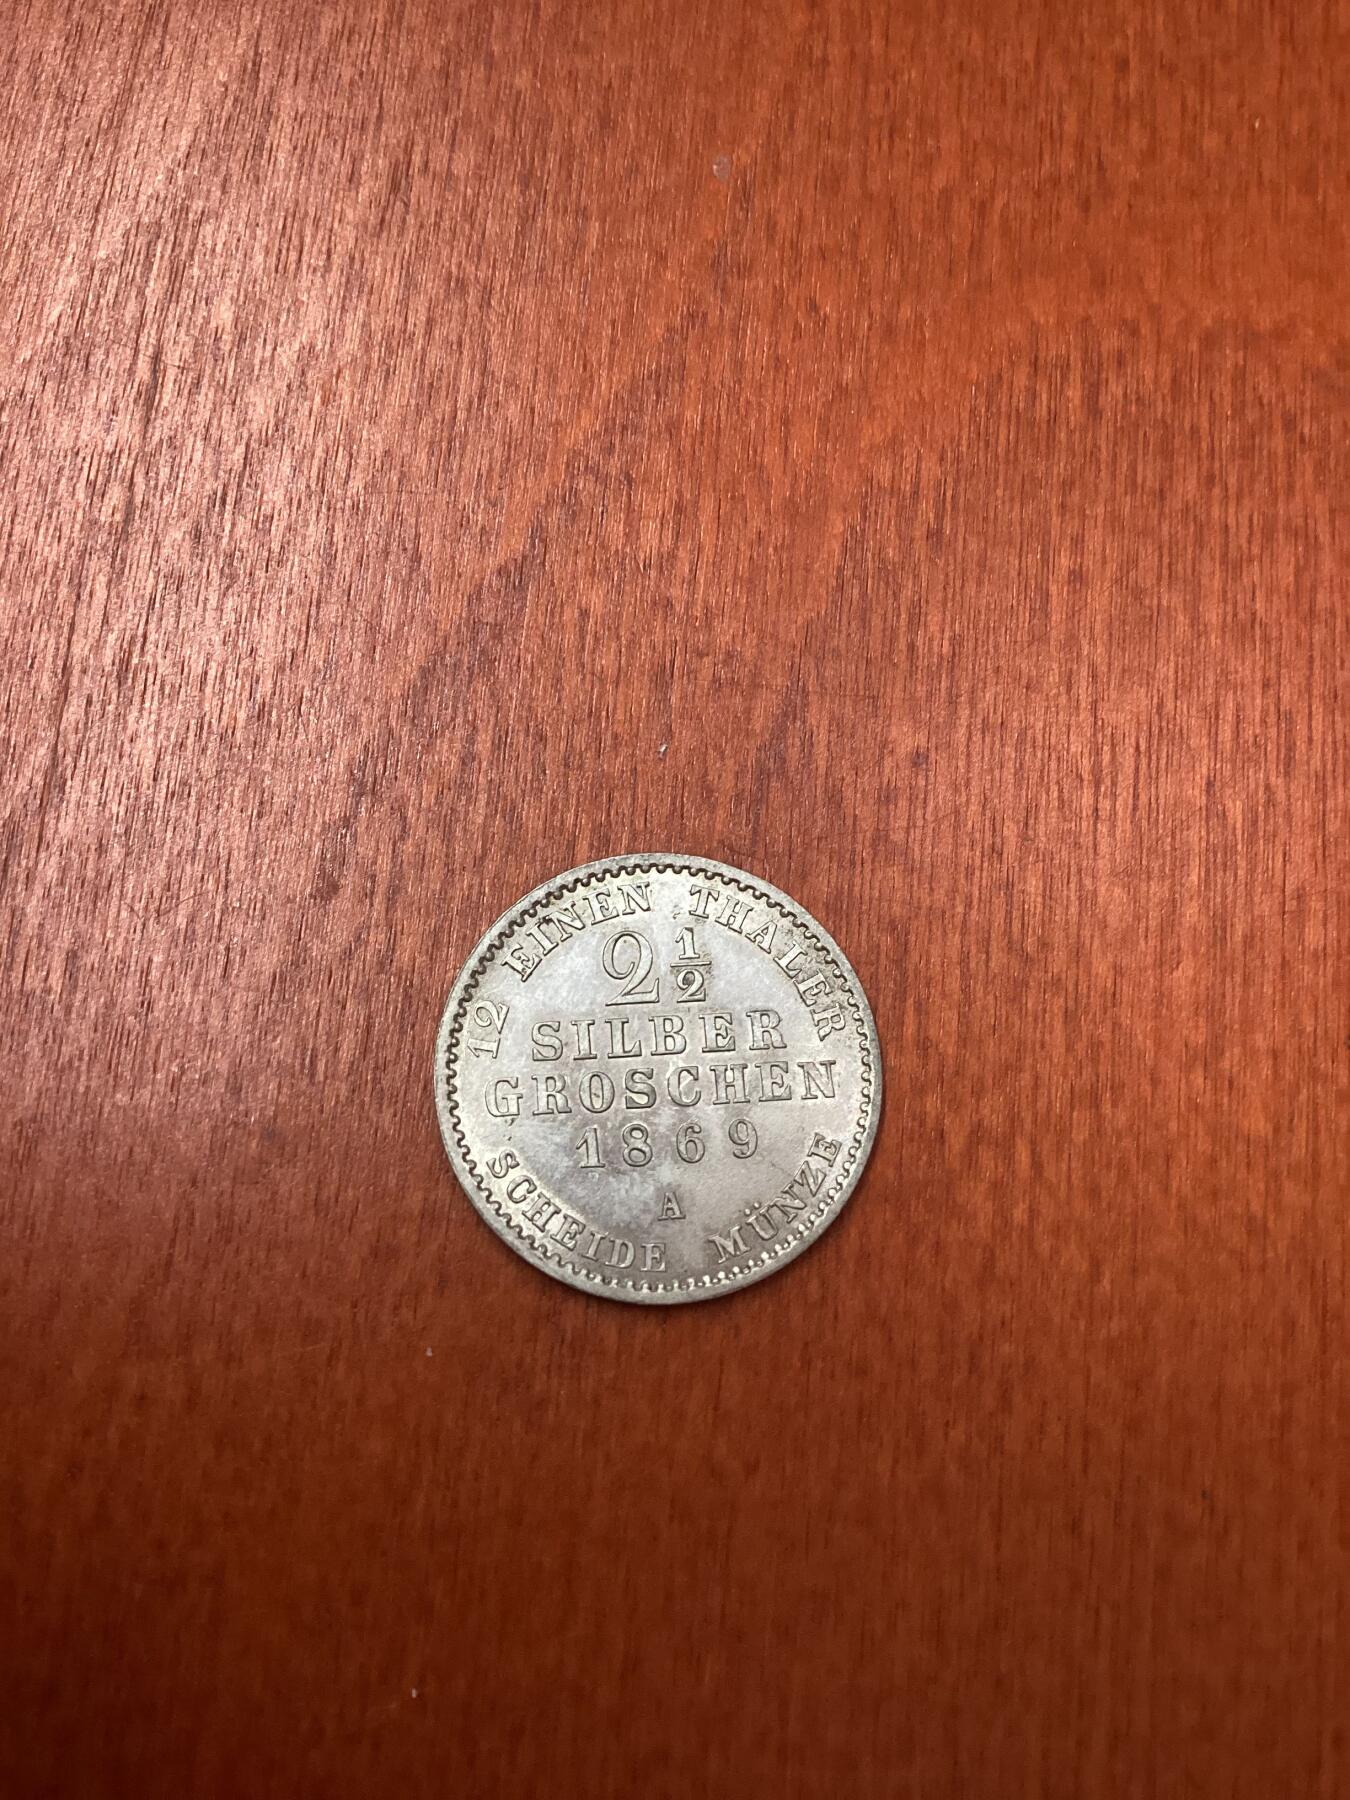 12 EINEN THALER
2 1/2
SILBER
GROSCHEN
1869
A
SCHEIDE MÜNZE